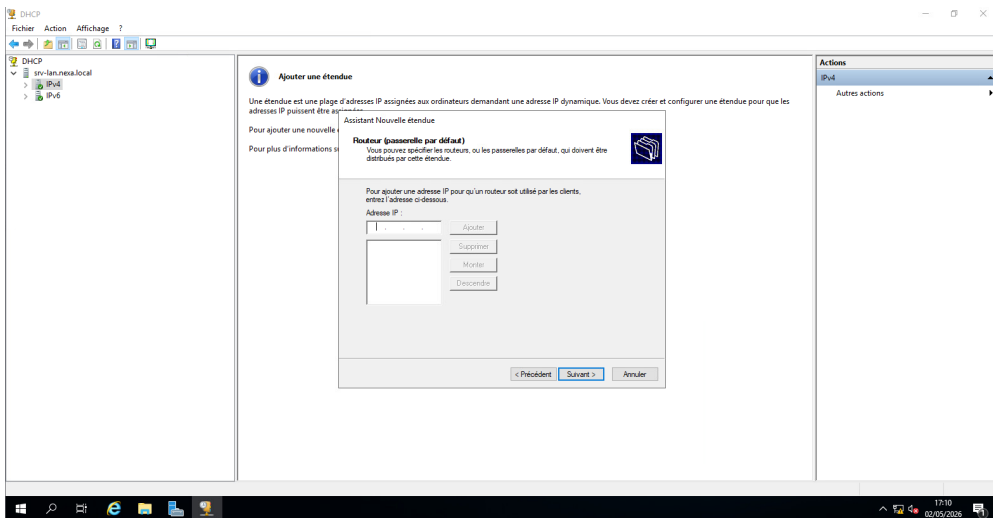 DHCP
Fichier Action Affichage ?
DHCP
srv-lan.nexa.local
IPv4
IPv6
Ajouter une étendue
Une étendue est une plage d'adresses IP assignées aux ordinateurs demandant une adresse IP dynamique. Vous devez créer et configurer une étendue pour que les
adresses IP puissent être
Pour ajouter une nouvelle
Pour plus d'informations
Assistant Nouvelle étendue
Routeur (passerelle par défaut)
Vous pouvez spécifier les routeurs, ou les passerelles par défaut, qui doivent être
distribués par cette étendue.
Pour ajouter une adresse IP pour qu'un routeur soit utilisé par les clients,
entrez l'adresse ci-dessous.
Adresse IP :
Ajouter
Supprimer
Monter
Descendre
< Précédent Suivant > Annuler
Actions
IPv4
Autres actions
17:10
02/05/2026